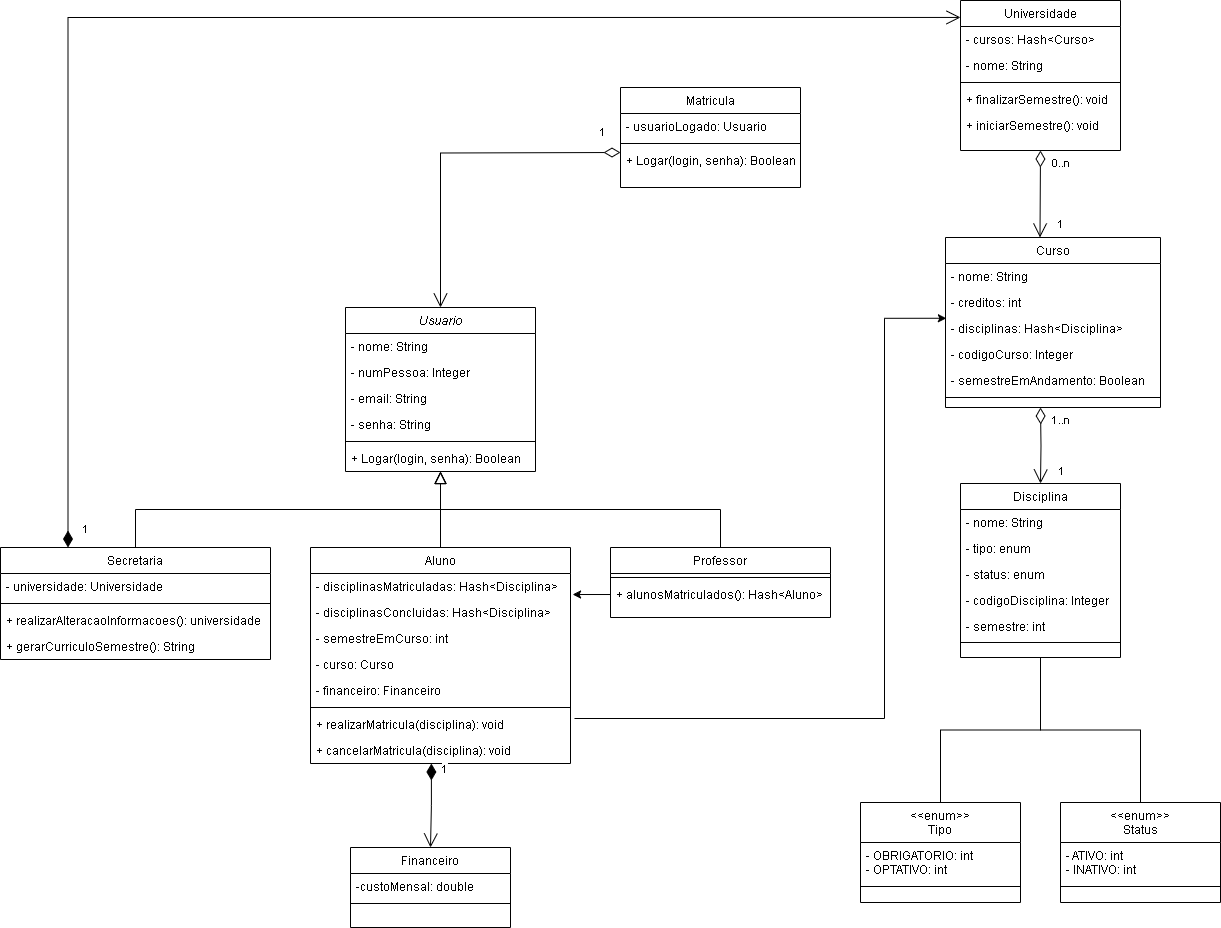 Universidade
- cursos: Hash<Curso>
- nome: String
+ finalizarSemestre(): void
+ iniciarSemestre(): void
0..n
1
Matricula
- usuarioLogado: Usuario
+ Logar(login, senha): Boolean
1
Curso
- nome: String
- creditos: int
- disciplinas: Hash<Disciplina>
- codigoCurso: Integer
- semestreEmAndamento: Boolean
1..n
1
Usuario
- nome: String
- numPessoa: Integer
- email: String
- senha: String
+ Logar(login, senha): Boolean
Disciplina
- nome: String
- tipo: enum
- status: enum
- codigoDisciplina: Integer
- semestre: int
1
Secretaria
- universidade: Universidade
+ realizarAlteracaoInformacoes(): universidade
+ gerarCurriculoSemestre(): String
Aluno
- disciplinasMatriculadas: Hash<Disciplina>
- disciplinasConcluidas: Hash<Disciplina>
- semestreEmCurso: int
- curso: Curso
- financeiro: Financeiro
+ realizarMatricula(disciplina): void
+ cancelarMatricula(disciplina): void
1
Professor
+ alunosMatriculados(): Hash<Aluno>
Financeiro
-custoMensal: double
<<enum>>
Tipo
- OBRIGATORIO: int
- OPTATIVO: int
<<enum>>
Status
- ATIVO: int
- INATIVO: int